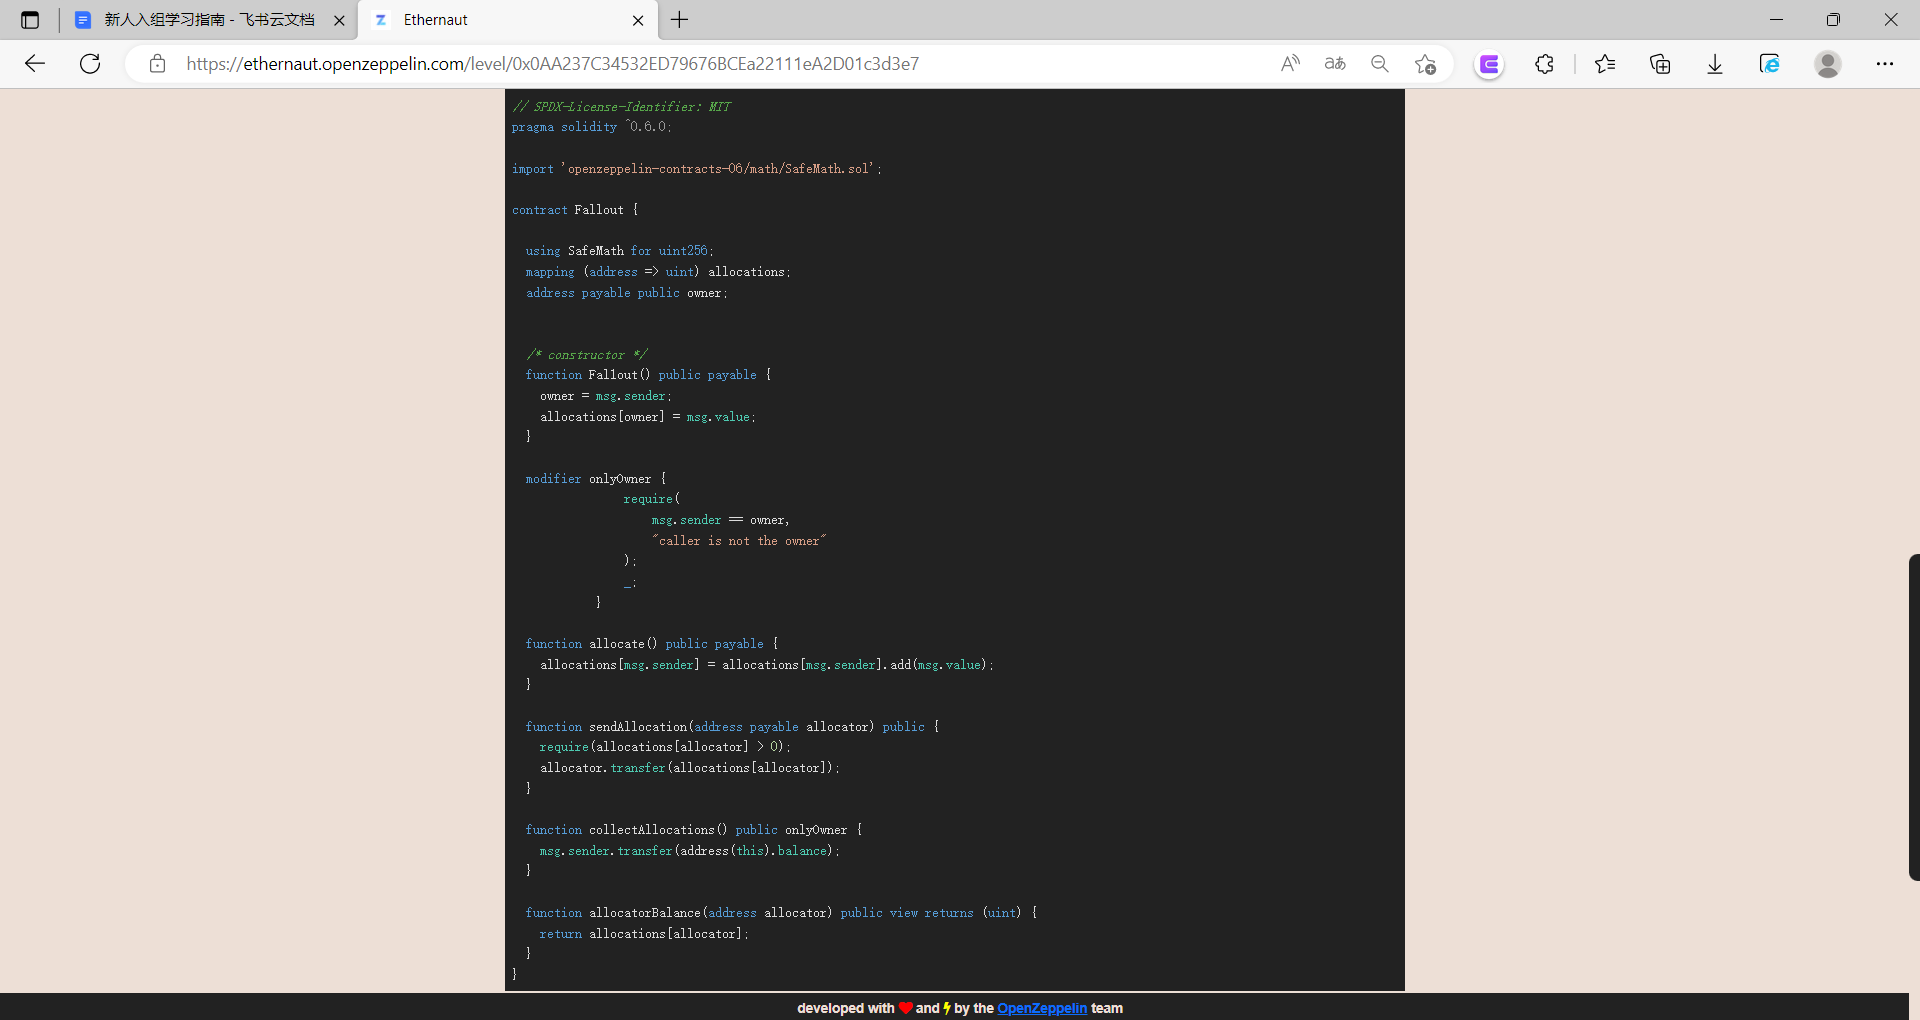 新人入组学习指南 - 飞书云文档
Ethernaut
https://ethernaut.openzeppelin.com/level/0x0AA237C34532ED79676BCEa22111eA2D01c3d3e7
// SPDX-License-Identifier: MIT
pragma solidity ^0.6.0;
import 'openzeppelin-contracts-06/math/SafeMath.sol';
contract Fallout {
using SafeMath for uint256;
mapping (address => uint) allocations;
address payable public owner;
/* constructor */
function Fallout() public payable {
owner = msg.sender;
allocations[owner] = msg.value;
}
modifier onlyOwner {
require(
msg.sender == owner,
"caller is not the owner"
);
_;
}
function allocate() public payable {
allocations[msg.sender] = allocations[msg.sender].add(msg.value);
}
function sendAllocation(address payable allocator) public {
require(allocations[allocator] > 0);
allocator.transfer(allocations[allocator]);
}
function collectAllocations() public onlyOwner {
msg.sender.transfer(address(this).balance);
}
function allocatorBalance(address allocator) public view returns (uint) {
return allocations[allocator];
}
}
developed with ❤ and ⚡ by the OpenZeppelin team